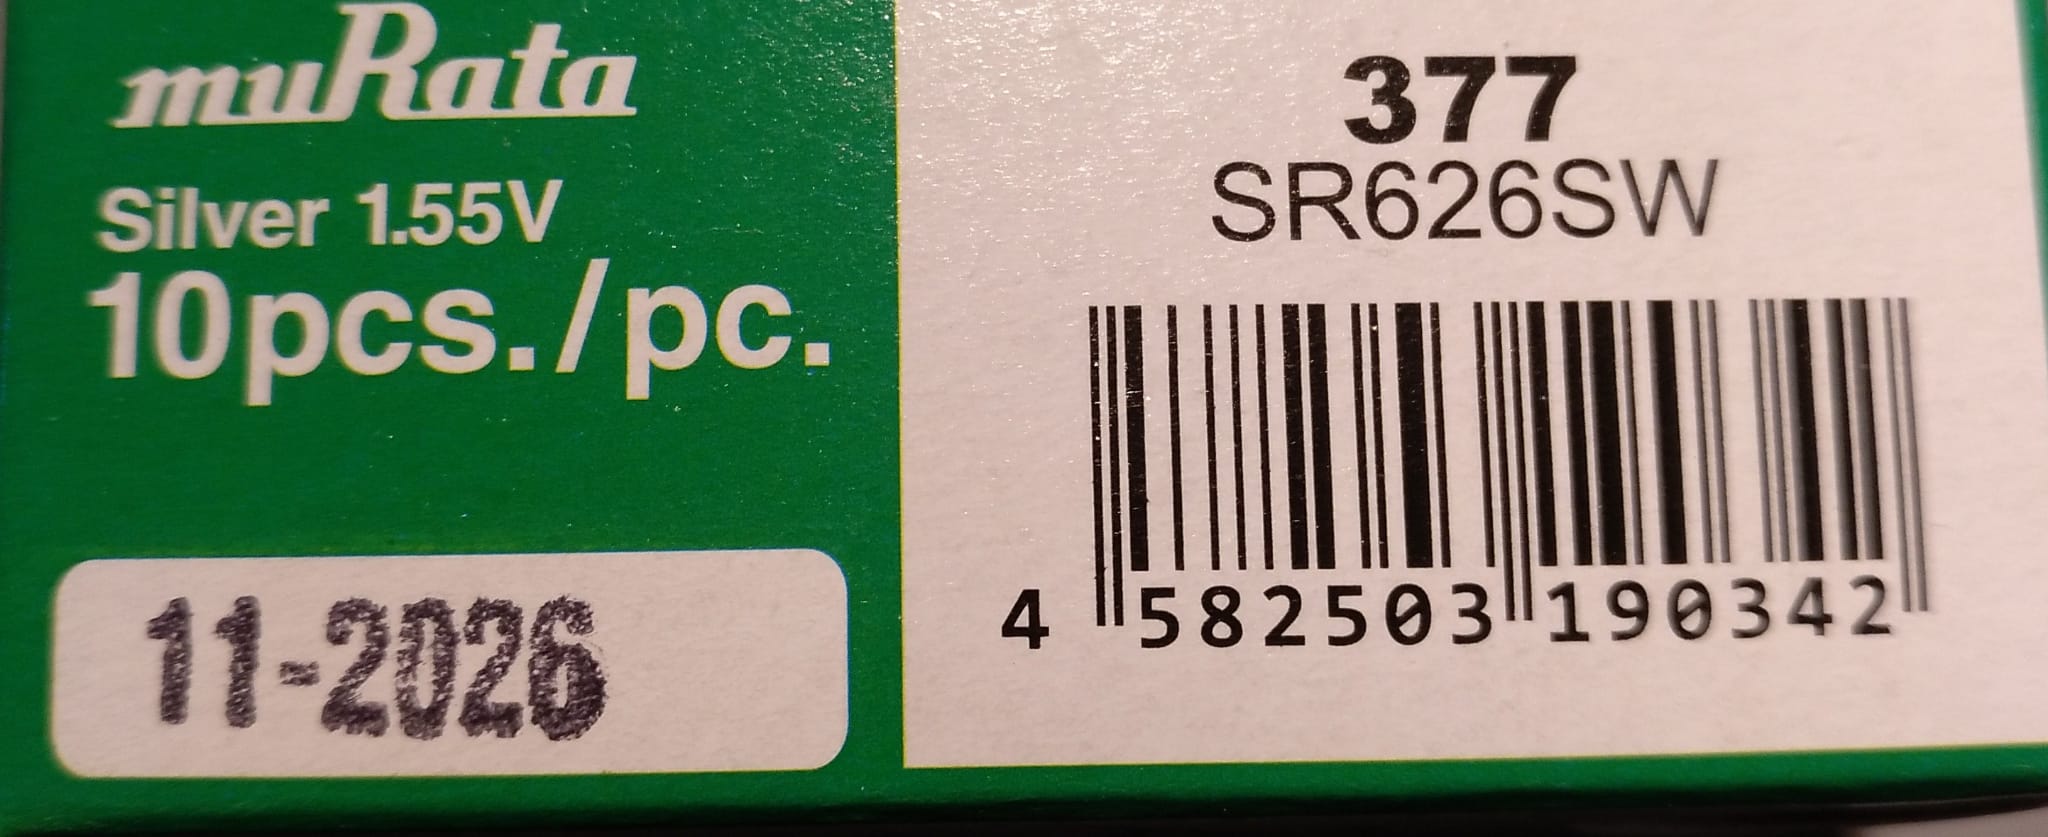 muRata
Silver 1.55V
10pcs./pc.
11-2026
377
SR626SW
4 582503 190342